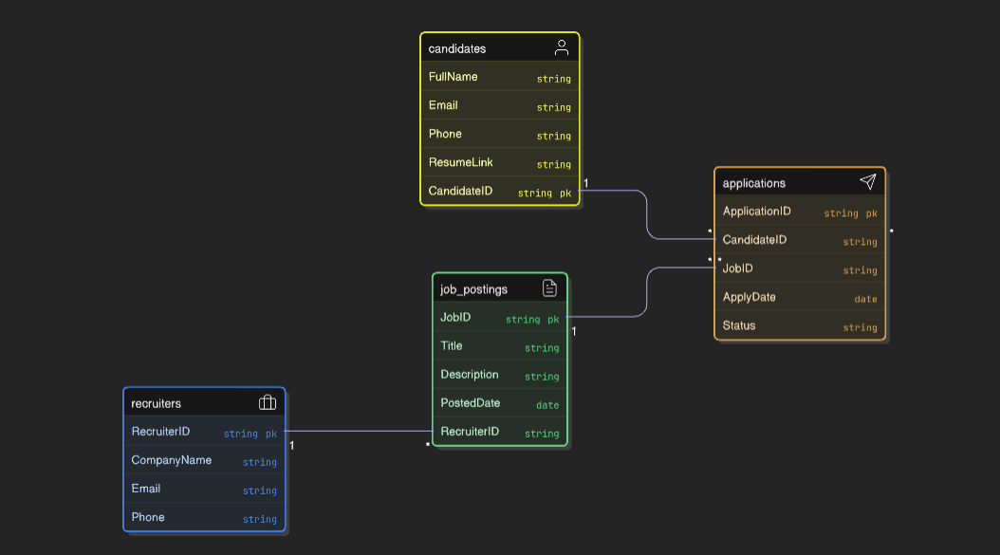 candidates
FullName string
Email string
Phone string
ResumeLink string
CandidateID string pk
1
applications
ApplicationID string pk
* CandidateID string *
* * JobID string
ApplyDate date
Status string
job_postings
JobID string pk
1
Title string
Description string
PostedDate date
RecruiterID string
*
recruiters
RecruiterID string pk
1
CompanyName string
Email string
Phone string